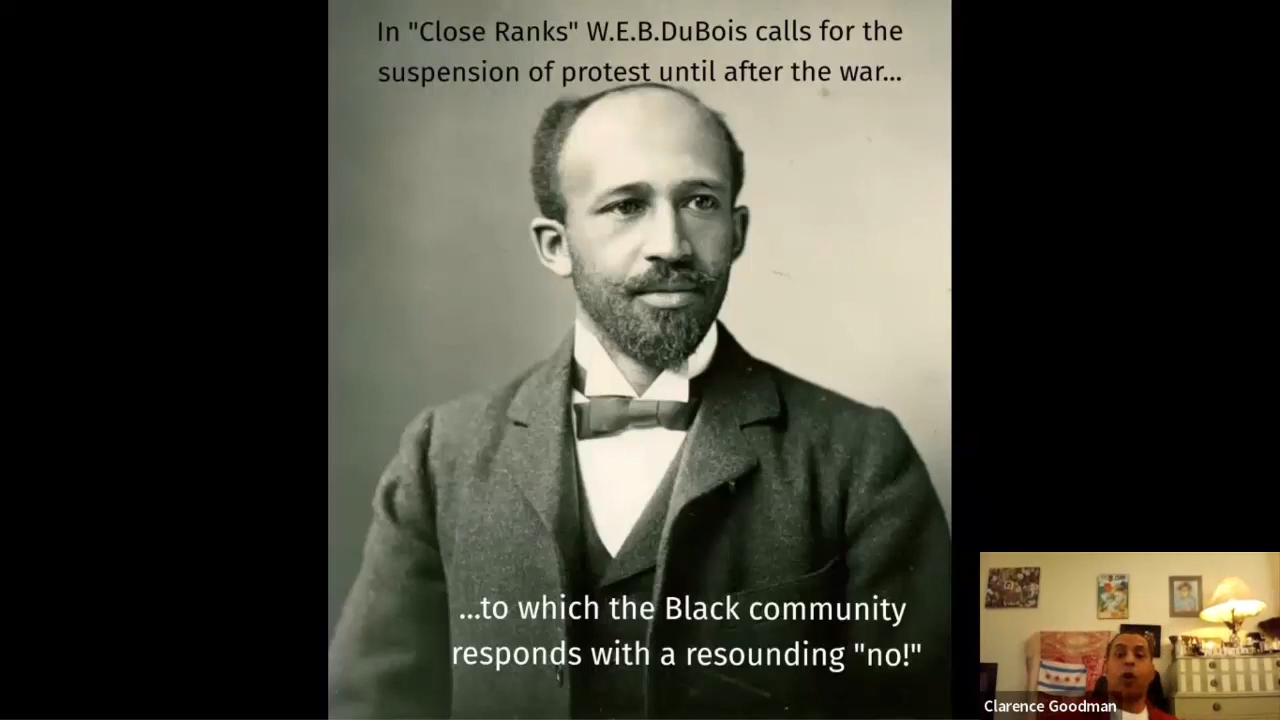 In "Close Ranks" W.E.B.DuBois calls for the
suspension of protest until after the war...
...to which the Black community
responds with a resounding "no!"
Clarence Goodman